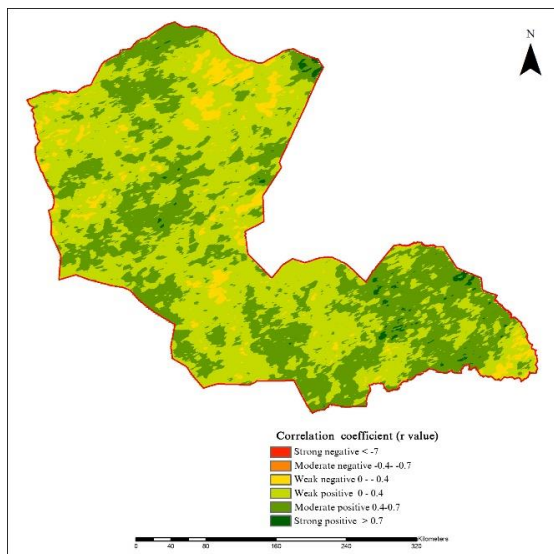 N
Correlation coefficient (r value)
Strong negative < -7
Moderate negative -0.4- -0.7
Weak negative 0 - -0.4
Weak positive 0 - 0.4
Moderate positive 0.4-0.7
Strong positive > 0.7
Kilometers
0 40 80 160 240 320